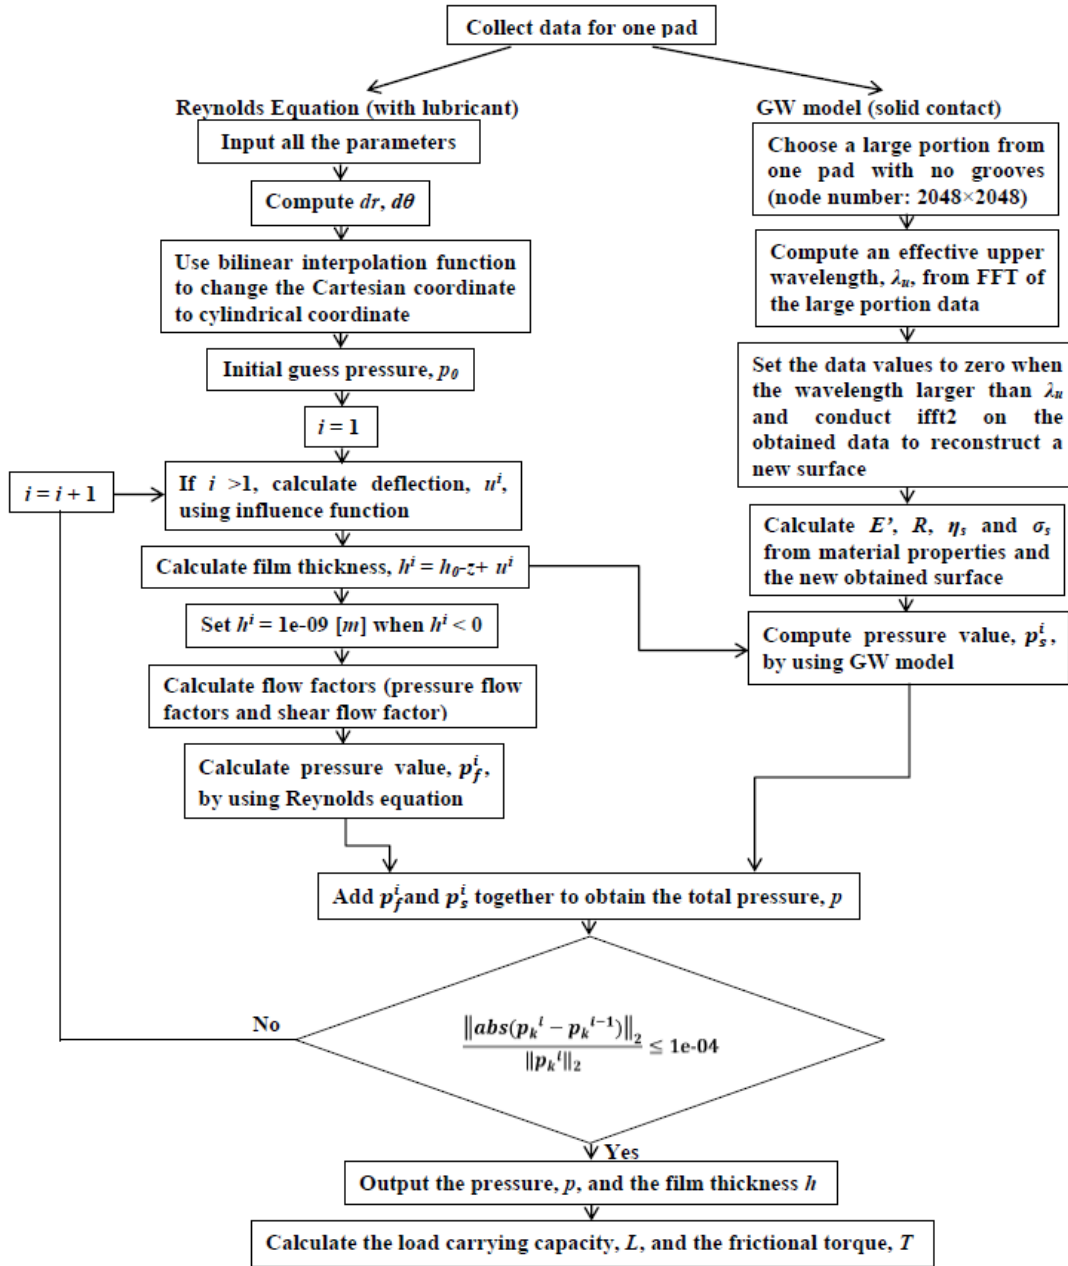 Collect data for one pad
Reynolds Equation (with lubricant)
Input all the parameters
Compute dr, dθ
Use bilinear interpolation function
to change the Cartesian coordinate
to cylindrical coordinate
Initial guess pressure, p₀
i = 1
i = i + 1
If i >1, calculate deflection, uⁱ,
using influence function
Calculate film thickness, hⁱ = h₀-z+ uⁱ
Set hⁱ = 1e-09 [m] when hⁱ < 0
Calculate flow factors (pressure flow
factors and shear flow factor)
Calculate pressure value, p_f^i,
by using Reynolds equation
GW model (solid contact)
Choose a large portion from
one pad with no grooves
(node number: 2048×2048)
Compute an effective upper
wavelength, λᵤ, from FFT of
the large portion data
Set the data values to zero when
the wavelength larger than λᵤ
and conduct ifft2 on the
obtained data to reconstruct a
new surface
Calculate E’, R, ηₛ and σₛ
from material properties and
the new obtained surface
Compute pressure value, p_s^i,
by using GW model
Add p_f^i and p_s^i together to obtain the total pressure, p
No
‖abs(p_k^i − p_k^{i−1})‖₂
‖p_k^i‖₂
≤ 1e-04
Yes
Output the pressure, p, and the film thickness h
Calculate the load carrying capacity, L, and the frictional torque, T